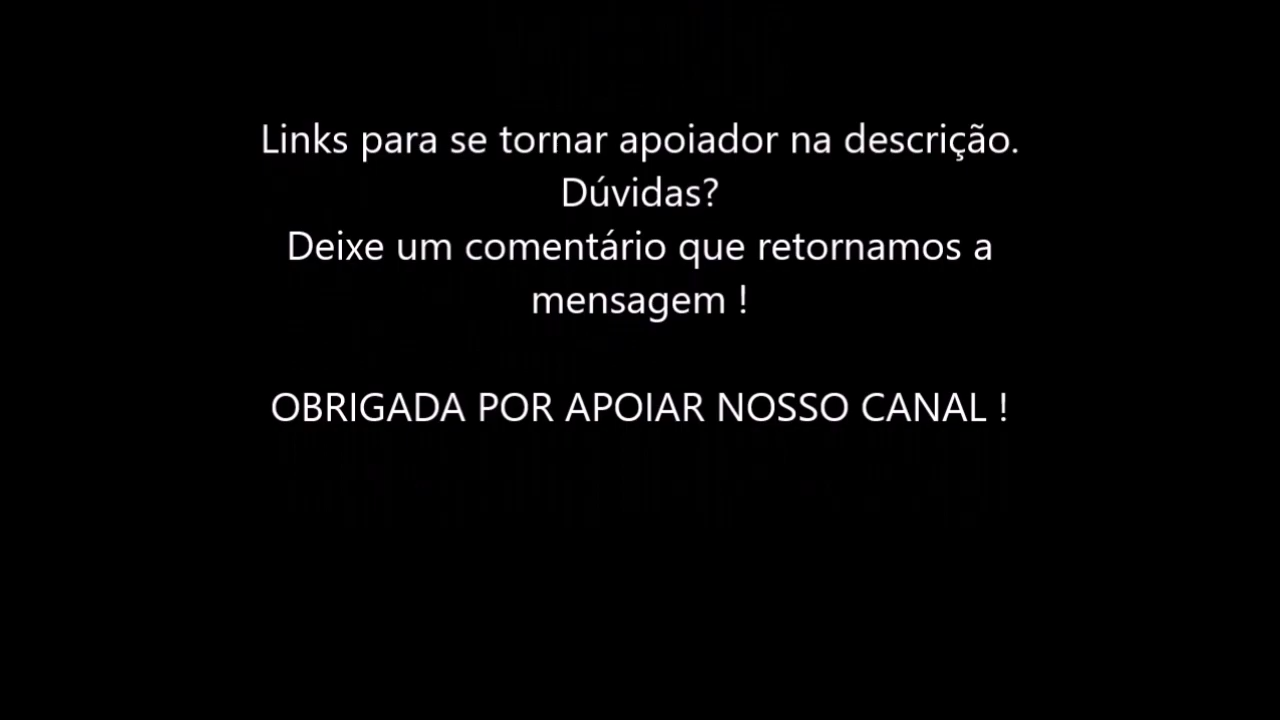 Links para se tornar apoiador na descrição.
Dúvidas?
Deixe um comentário que retornamos a
mensagem !
OBRIGADA POR APOIAR NOSSO CANAL !